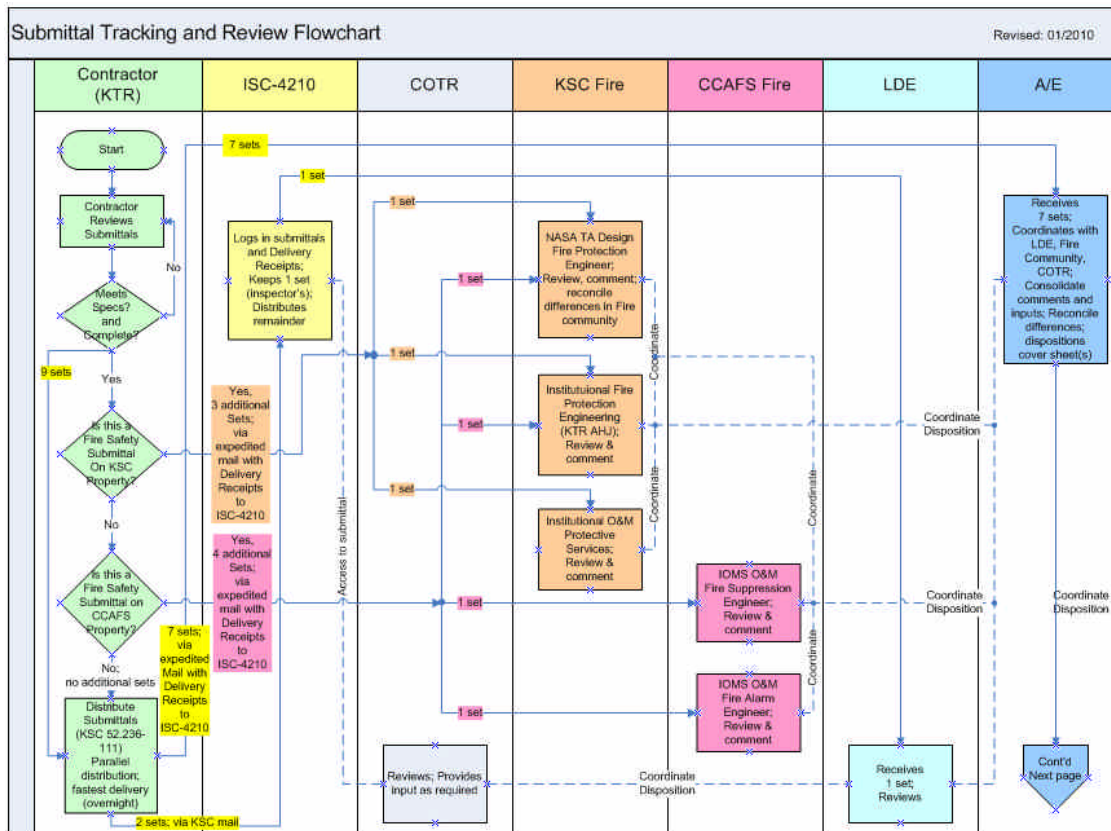 Submittal Tracking and Review Flowchart
Revised: 01/2010
Contractor
(KTR)
ISC-4210
COTR
KSC Fire
CCAFS Fire
LDE
A/E
Start
Contractor
Reviews
Submittals
No
Meets
Specs?
and
Complete?
9 sets
Yes
Is this a
Fire Safety
Submittal
On KSC
Property?
No
Is this a
Fire Safety
Submittal on
CCAFS
Property?
No;
no additional sets
Distribute
Submittals
(KSC 52.236-
111)
Parallel
distribution;
fastest delivery
(overnight)
7 sets
7 sets;
via
expedited
Mail with
Delivery
Receipts
to
ISC-4210
2 sets; via KSC mail
Logs in submittals
and Delivery
Receipts;
Keeps 1 set
(inspector's);
Distributes
remainder
Yes,
3 additional
Sets;
via
expedited
mail with
Delivery
Receipts
to
ISC-4210
Yes,
4 additional
Sets;
via
expedited
mail with
Delivery
Receipts
to
ISC-4210
1 set
Access to submittal
1 set
1 set
1 set
1 set
1 set
1 set
1 set
Reviews; Provides
input as required
NASA TA Design
Fire Protection
Engineer;
Review, comment;
reconcile
differences in Fire
community
Institutuional Fire
Protection
Engineering
(KTR AHJ);
Review &
comment
Institutional O&M
Protective
Services;
Review &
comment
Coordinate
Coordinate
IOMS O&M
Fire Suppression
Engineer;
Review &
comment
IOMS O&M
Fire Alarm
Engineer;
Review &
comment
Coordinate
Coordinate
Coordinate
Disposition
Coordinate
Disposition
Coordinate
Disposition
Receives
1 set;
Reviews
Receives
7 sets;
Coordinates with
LDE, Fire
Community,
COTR;
Consolidate
comments and
inputs; Reconcile
differences;
dispositions
cover sheet(s)
Coordinate
Disposition
Cont'd
Next page